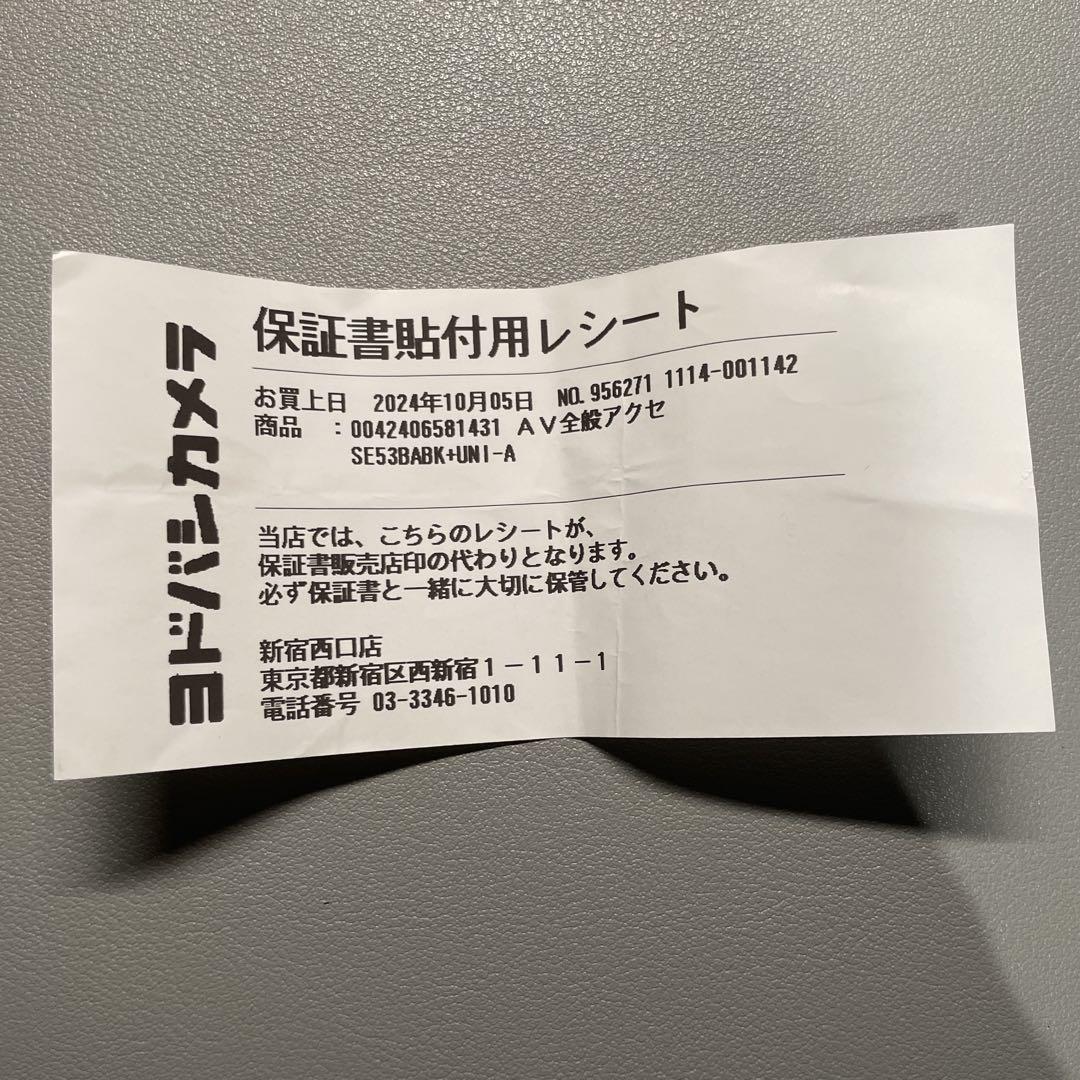 ヨドバシカメラ
保証書貼付用レシート
お買上日 2024年10月05日 NO. 956271 1114-001142
商品 :0042406581431 AV全般アクセ
SE53BABK+UNI-A
当店では、こちらのレシートが、
保証書販売店印の代わりとなります。
必ず保証書と一緒に大切に保管してください。
新宿西口店
東京都新宿区西新宿1-11-1
電話番号 03-3346-1010